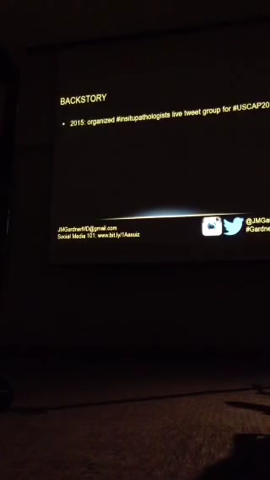 BACKSTORY
• 2015: organized #insitupathologists live tweet group for #USCAP20
JMGardnerMD@gmail.com
Social Media 101: www.bit.ly/1Aasuiz
@JMGa
#Gardne